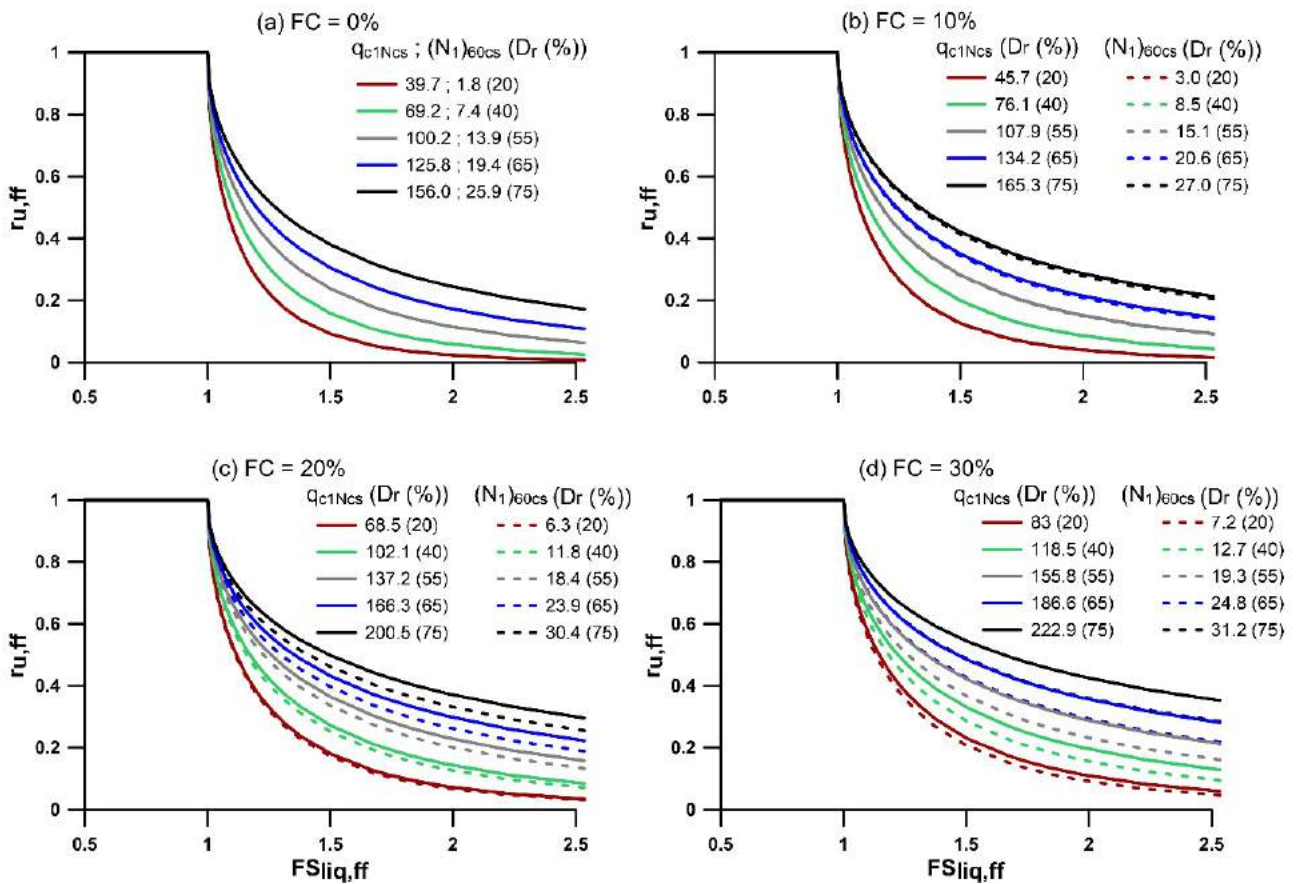 (a) FC = 0%
qc1Ncs ; (N1)60cs (Dr (%))
39.7 ; 1.8 (20)
69.2 ; 7.4 (40)
100.2 ; 13.9 (55)
125.8 ; 19.4 (65)
156.0 ; 25.9 (75)
ru,ff
1
0.8
0.6
0.4
0.2
0
0.5 1 1.5 2 2.5
(b) FC = 10%
qc1Ncs (Dr (%)) (N1)60cs (Dr (%))
45.7 (20) 3.0 (20)
76.1 (40) 8.5 (40)
107.9 (55) 15.1 (55)
134.2 (65) 20.6 (65)
165.3 (75) 27.0 (75)
ru,ff
1
0.8
0.6
0.4
0.2
0
0.5 1 1.5 2 2.5
(c) FC = 20%
qc1Ncs (Dr (%)) (N1)60cs (Dr (%))
68.5 (20) 6.3 (20)
102.1 (40) 11.8 (40)
137.2 (55) 18.4 (55)
166.3 (65) 23.9 (65)
200.5 (75) 30.4 (75)
ru,ff
1
0.8
0.6
0.4
0.2
0
0.5 1 1.5 2 2.5
FSliq,ff
(d) FC = 30%
qc1Ncs (Dr (%)) (N1)60cs (Dr (%))
83 (20) 7.2 (20)
118.5 (40) 12.7 (40)
155.8 (55) 19.3 (55)
186.6 (65) 24.8 (65)
222.9 (75) 31.2 (75)
ru,ff
1
0.8
0.6
0.4
0.2
0
0.5 1 1.5 2 2.5
FSliq,ff